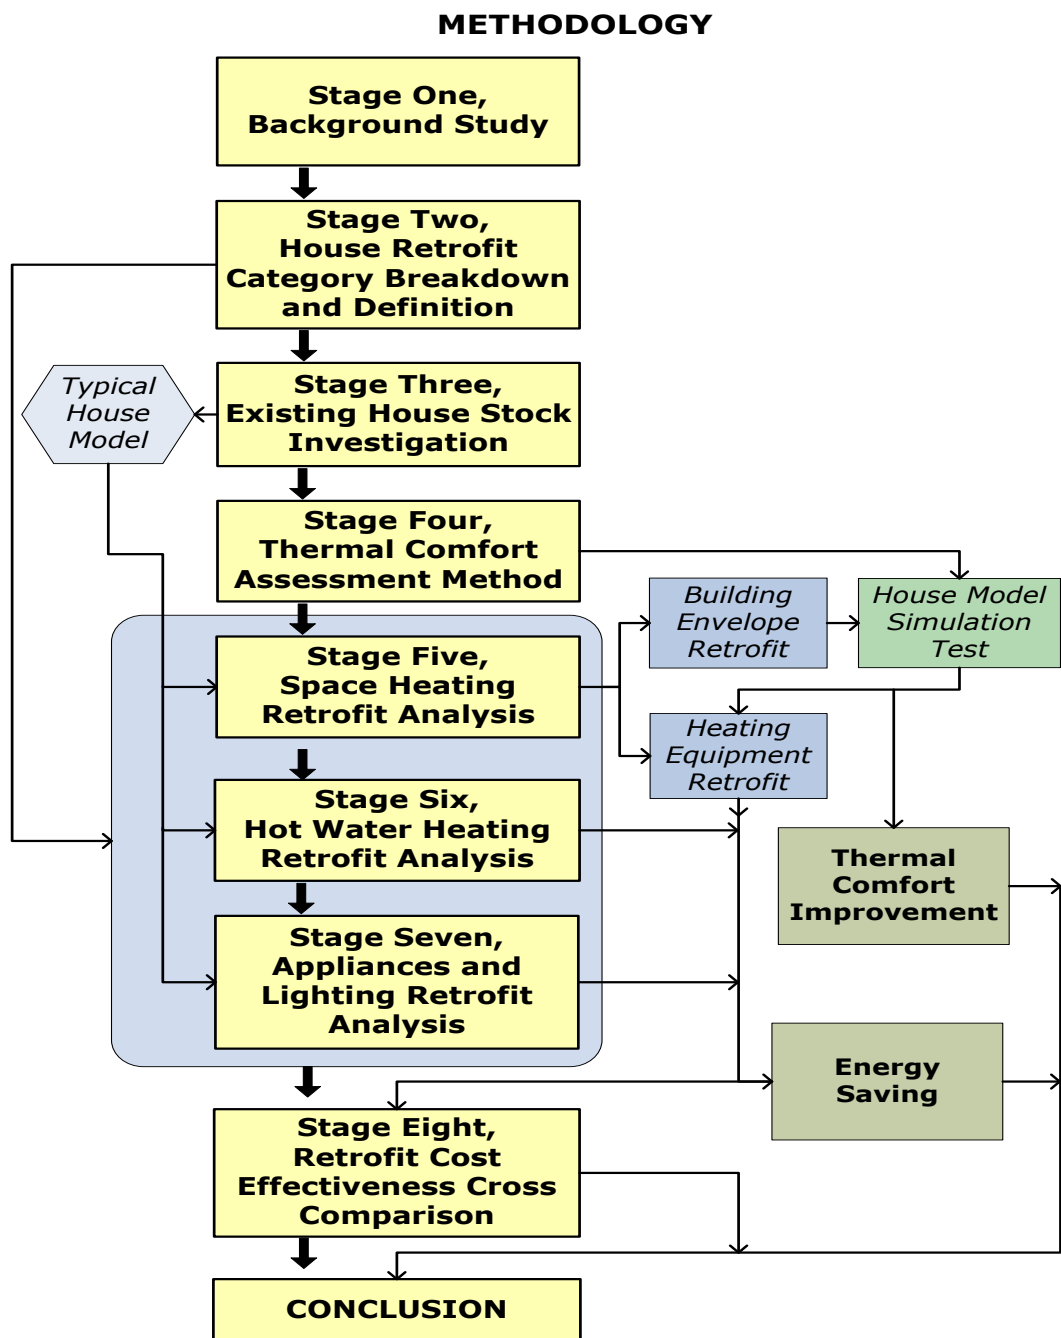 METHODOLOGY
Stage One,
Background Study
Stage Two,
House Retrofit
Category Breakdown
and Definition
Typical
House
Model
Stage Three,
Existing House Stock
Investigation
Stage Four,
Thermal Comfort
Assessment Method
Building
Envelope
Retrofit
House Model
Simulation
Test
Stage Five,
Space Heating
Retrofit Analysis
Heating
Equipment
Retrofit
Stage Six,
Hot Water Heating
Retrofit Analysis
Thermal
Comfort
Improvement
Stage Seven,
Appliances and
Lighting Retrofit
Analysis
Energy
Saving
Stage Eight,
Retrofit Cost
Effectiveness Cross
Comparison
CONCLUSION